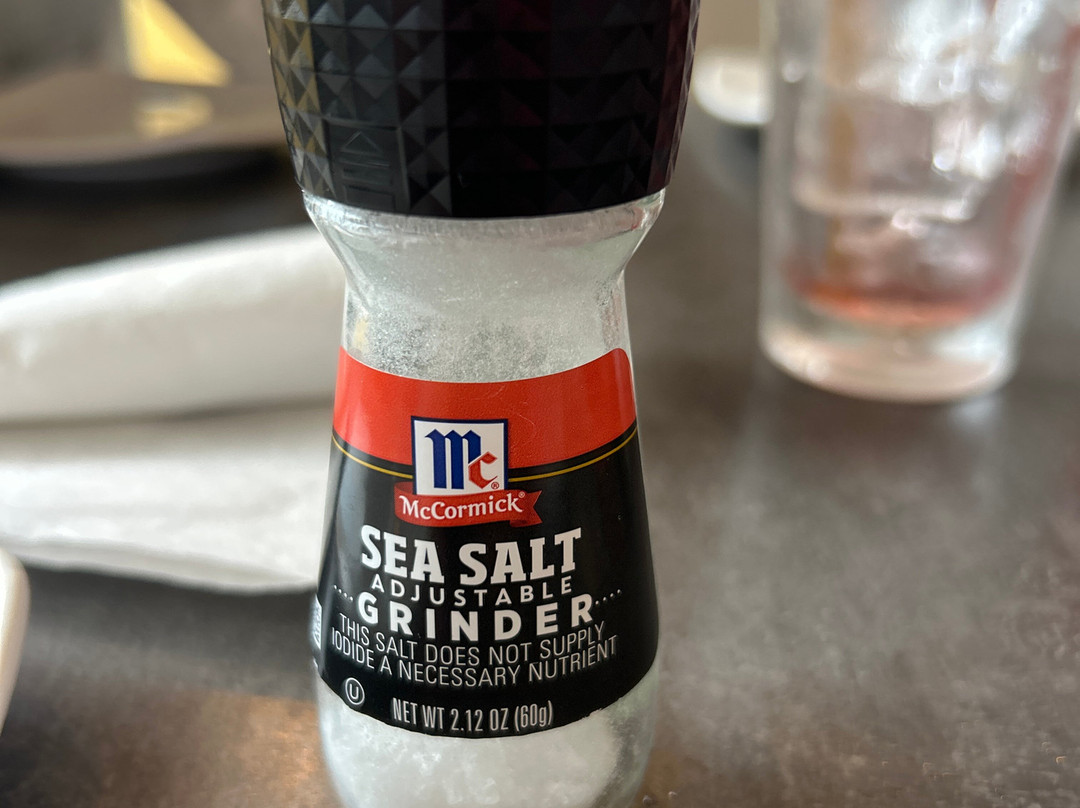 Mc®
McCormick®
SEA SALT
ADJUSTABLE
GRINDER
THIS SALT DOES NOT SUPPLY
IODIDE A NECESSARY NUTRIENT
U
NET WT 2.12 OZ (60g)